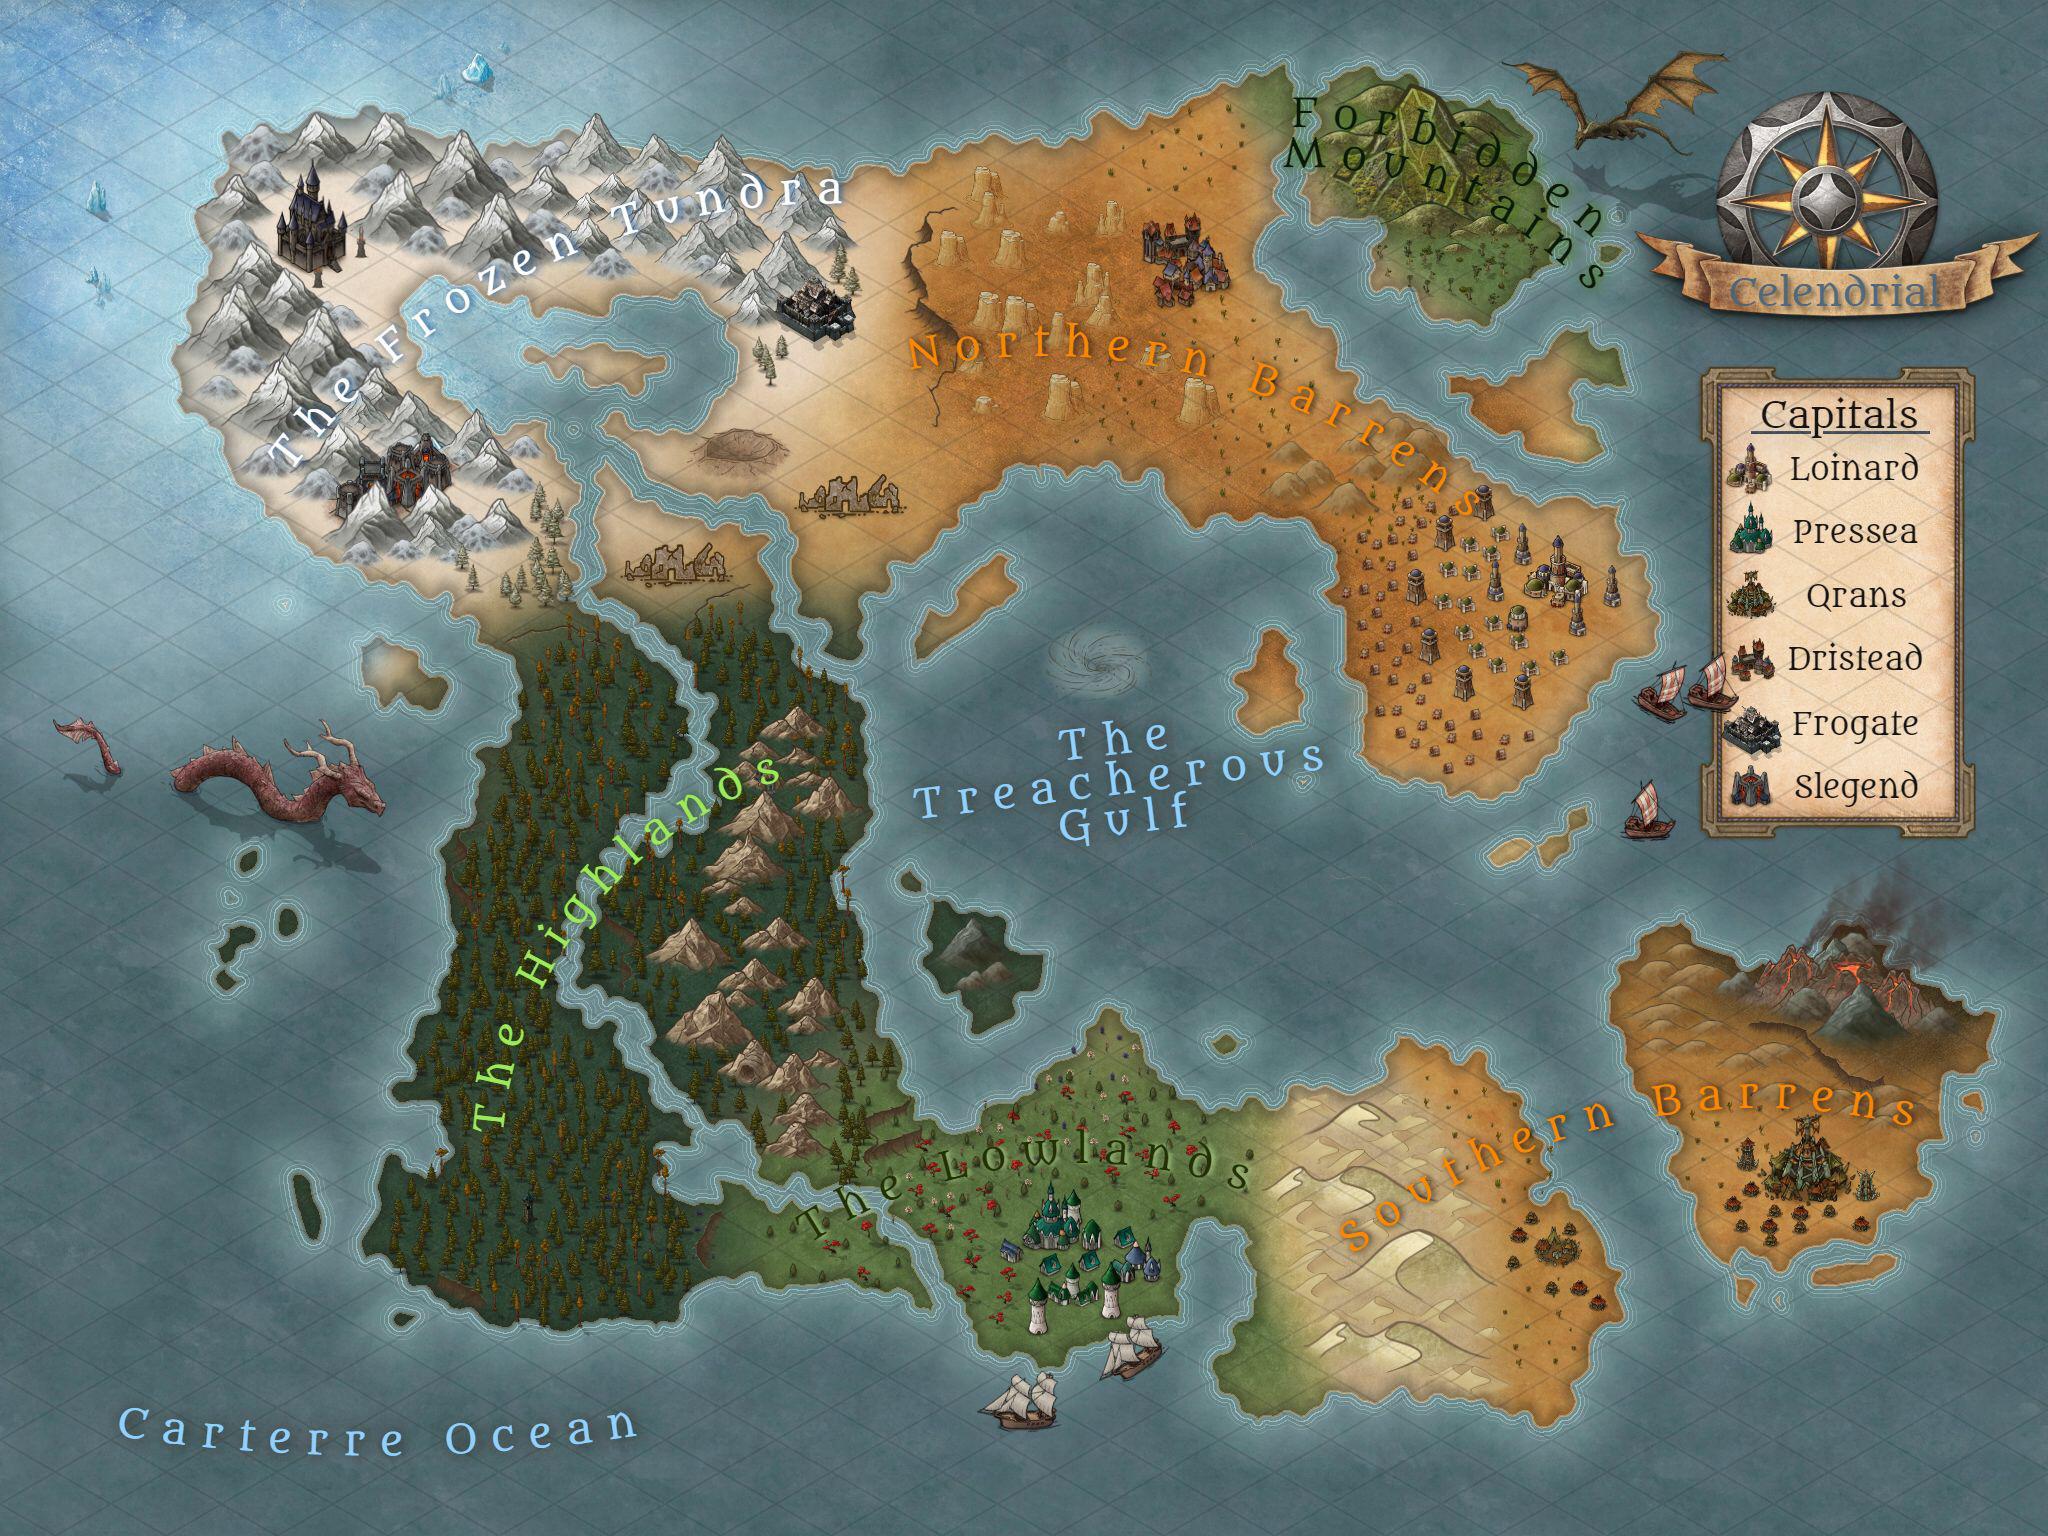 The Frozen Tundra
Northern Barrens
Forbidden
Mountains
Celendrial
Capitals
Loinard
Pressea
Qrans
Dristead
Frogate
Slegend
The
Treacherous
Gulf
The Highlands
The Lowlands
Southern Barrens
Carterre Ocean